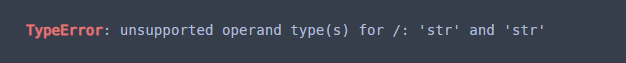 TypeError: unsupported operand type(s) for /: 'str' and 'str'